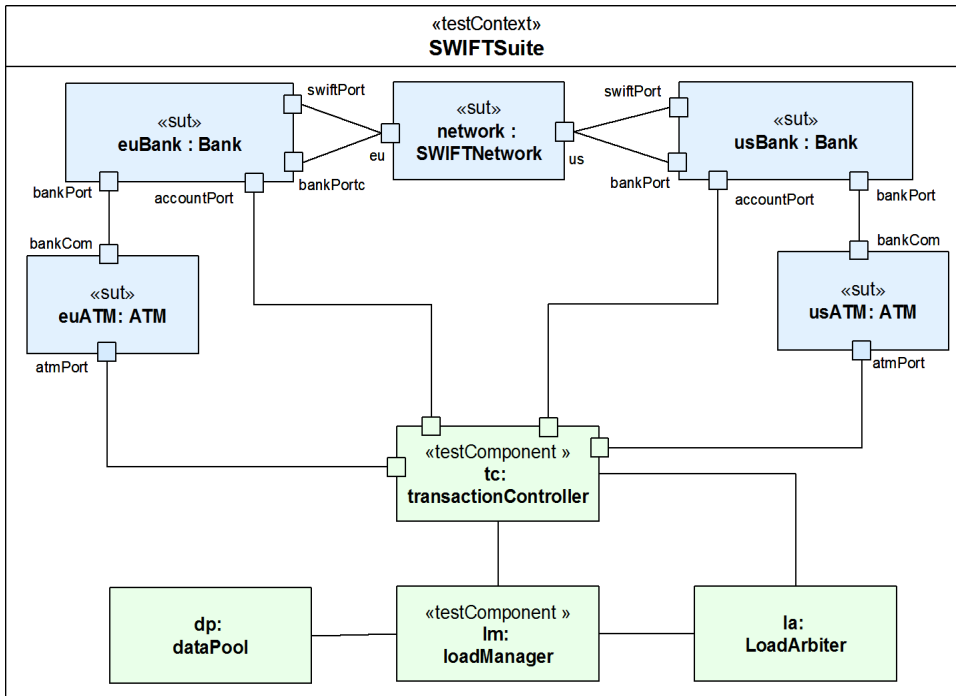 «testContext»
SWIFTSuite
swiftPort
swiftPort
«sut»
euBank : Bank
«sut»
network :
SWIFTNetwork
«sut»
usBank : Bank
eu
us
bankPort
accountPort
bankPortc
bankPort
accountPort
bankPort
bankCom
bankCom
«sut»
euATM: ATM
«sut»
usATM: ATM
atmPort
atmPort
«testComponent »
tc:
transactionController
dp:
dataPool
«testComponent »
lm:
loadManager
la:
LoadArbiter